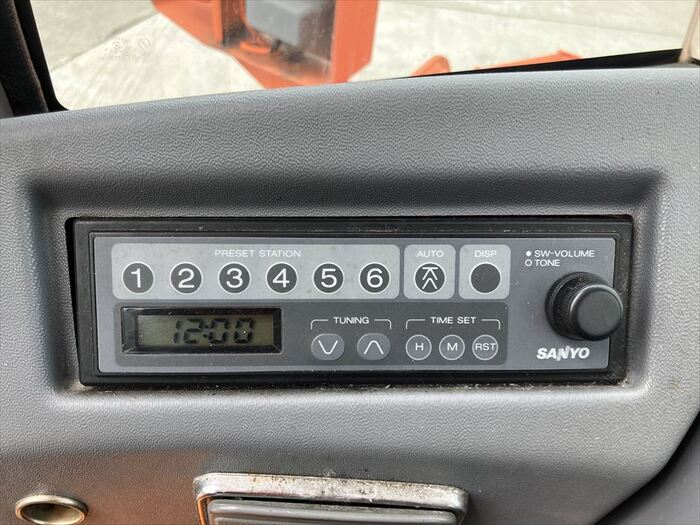 PRESET STATION
AUTO
DISP
SW-VOLUME
TONE
1 2 3 4 5 6
12:00
TUNING
TIME SET
H M RST
SANYO